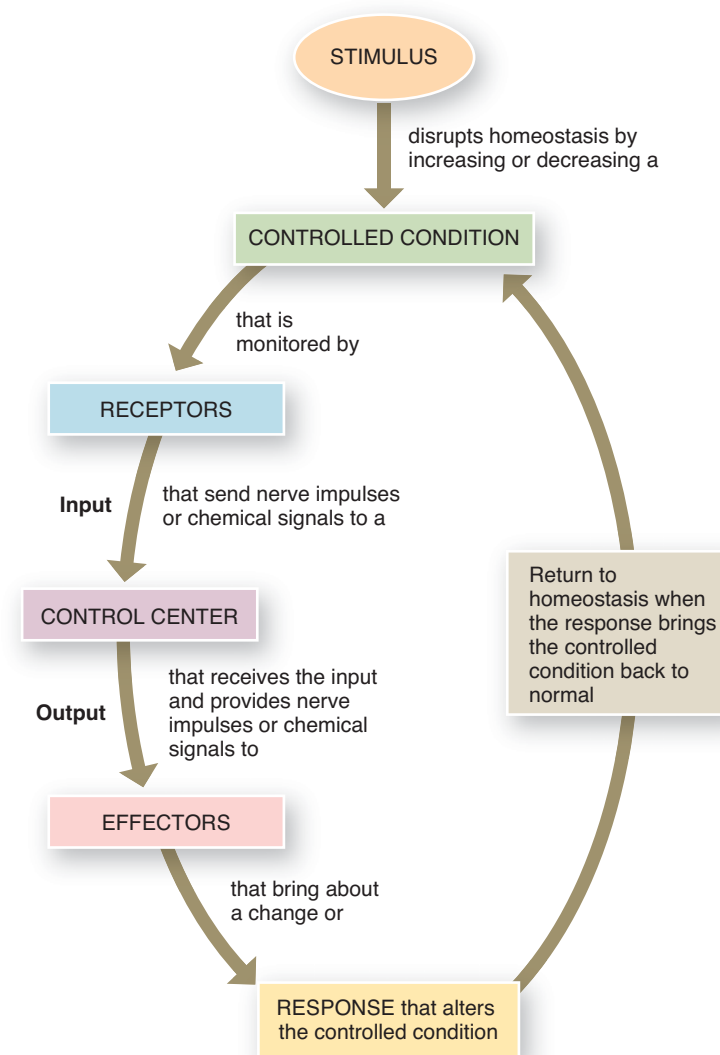 STIMULUS
disrupts homeostasis by
increasing or decreasing a
CONTROLLED CONDITION
that is
monitored by
RECEPTORS
Input
that send nerve impulses
or chemical signals to a
CONTROL CENTER
Output
that receives the input
and provides nerve
impulses or chemical
signals to
EFFECTORS
that bring about
a change or
RESPONSE that alters
the controlled condition
Return to
homeostasis when
the response brings
the controlled
condition back to
normal